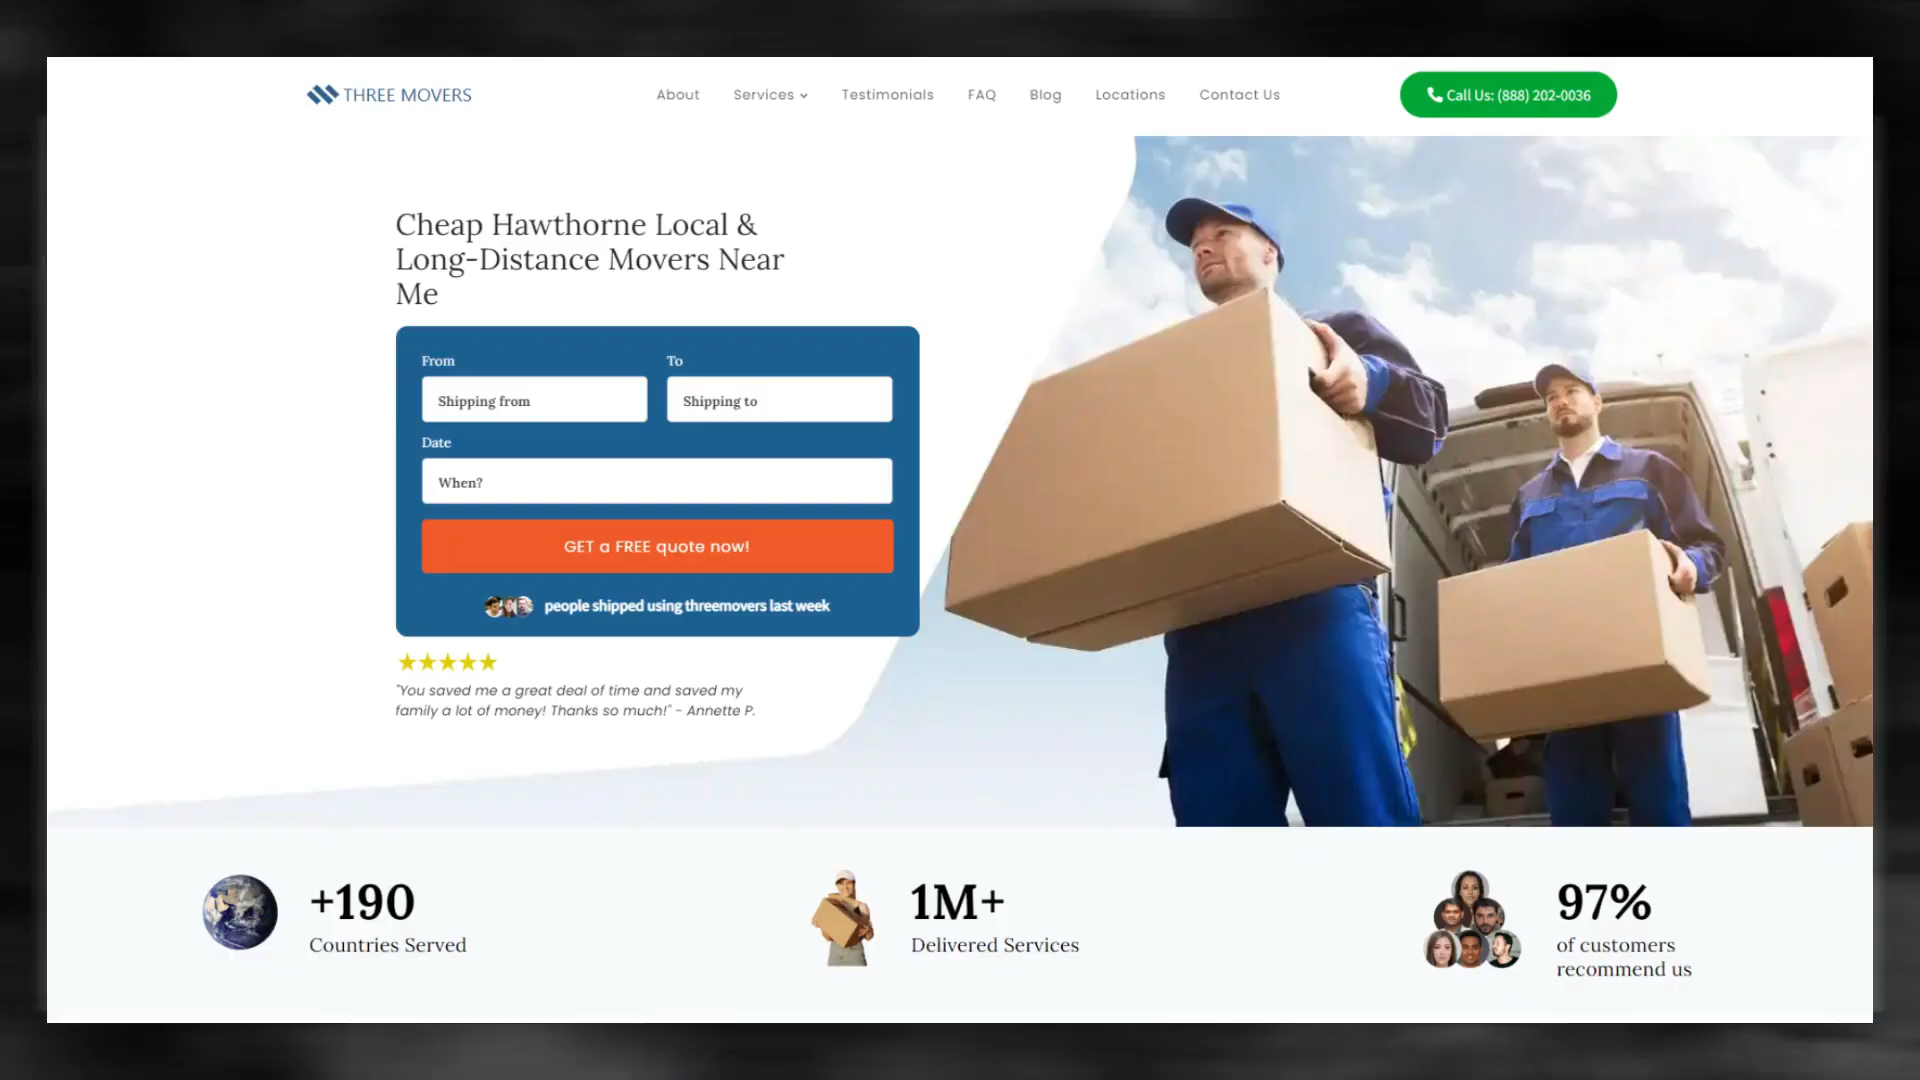 THREE MOVERS
About
Services
Testimonials
FAQ
Blog
Locations
Contact Us
Call Us: (888) 202-0036
Cheap Hawthorne Local &
Long-Distance Movers Near
Me
From
To
Shipping from
Shipping to
Date
When?
GET a FREE quote now!
people shipped using threemovers last week
"You saved me a great deal of time and saved my
family a lot of money! Thanks so much!" - Annette P.
+190
Countries Served
1M+
Delivered Services
97%
of customers
recommend us